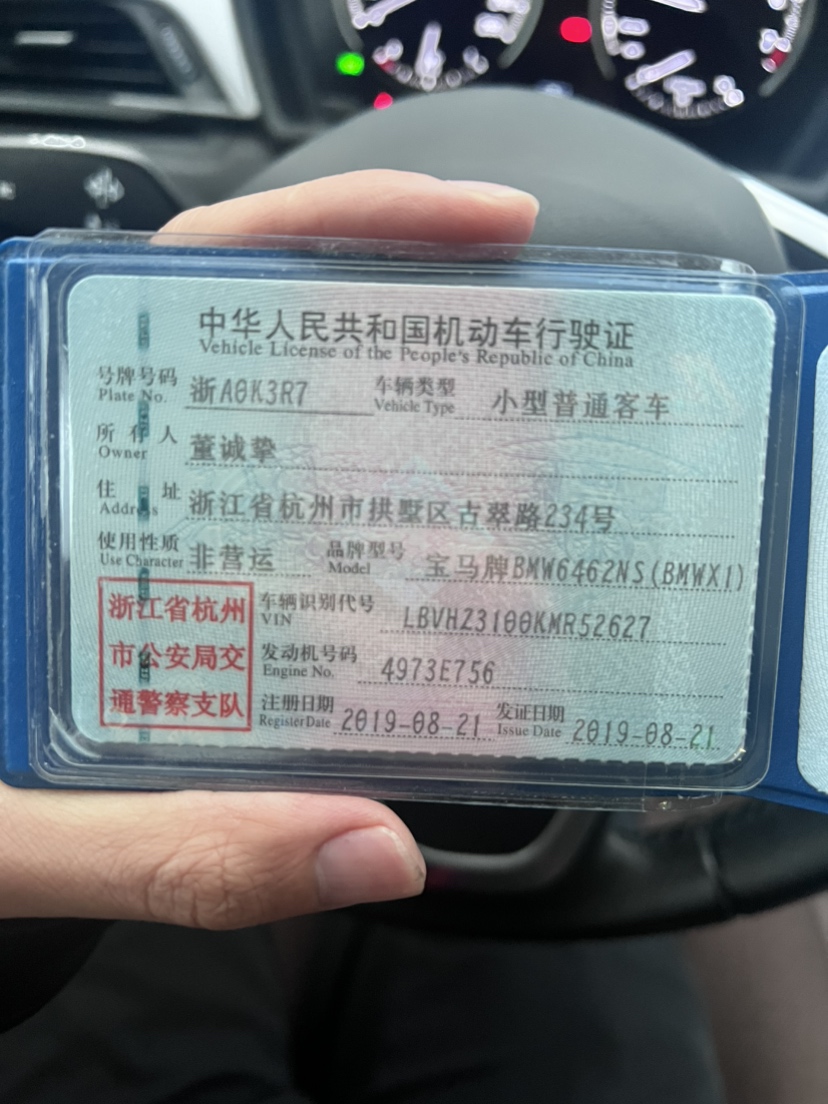 中华人民共和国机动车行驶证
Vehicle License of the People's Republic of China
号牌号码 浙A0K3R7 车辆类型 小型普通客车
Plate No. Vehicle Type
所有人 董诚挚
Owner
住址 浙江省杭州市拱墅区古翠路234号
Address
使用性质 非营运 品牌型号 宝马牌BMW6462NS(BMWX1)
Use Character Model
浙江省杭州
市公安局交
通警察支队
车辆识别代号 LBVHZ3100KMR52627
VIN
发动机号码 4973E756
Engine No.
注册日期 2019-08-21 发证日期 2019-08-21
Register Date Issue Date